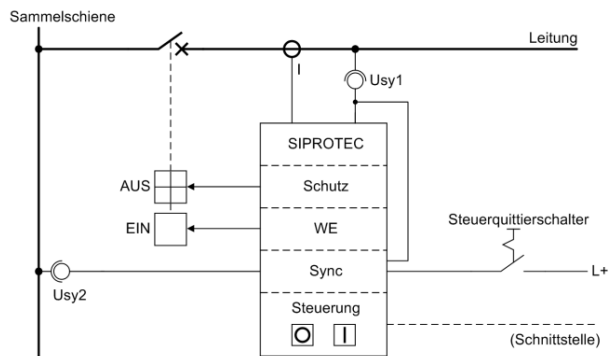 Sammelschiene
Leitung
I
Usy1
SIPROTEC
AUS
Schutz
EIN
WE
Steuerquittierschalter
Sync
L+
Usy2
Steuerung
O I
(Schnittstelle)